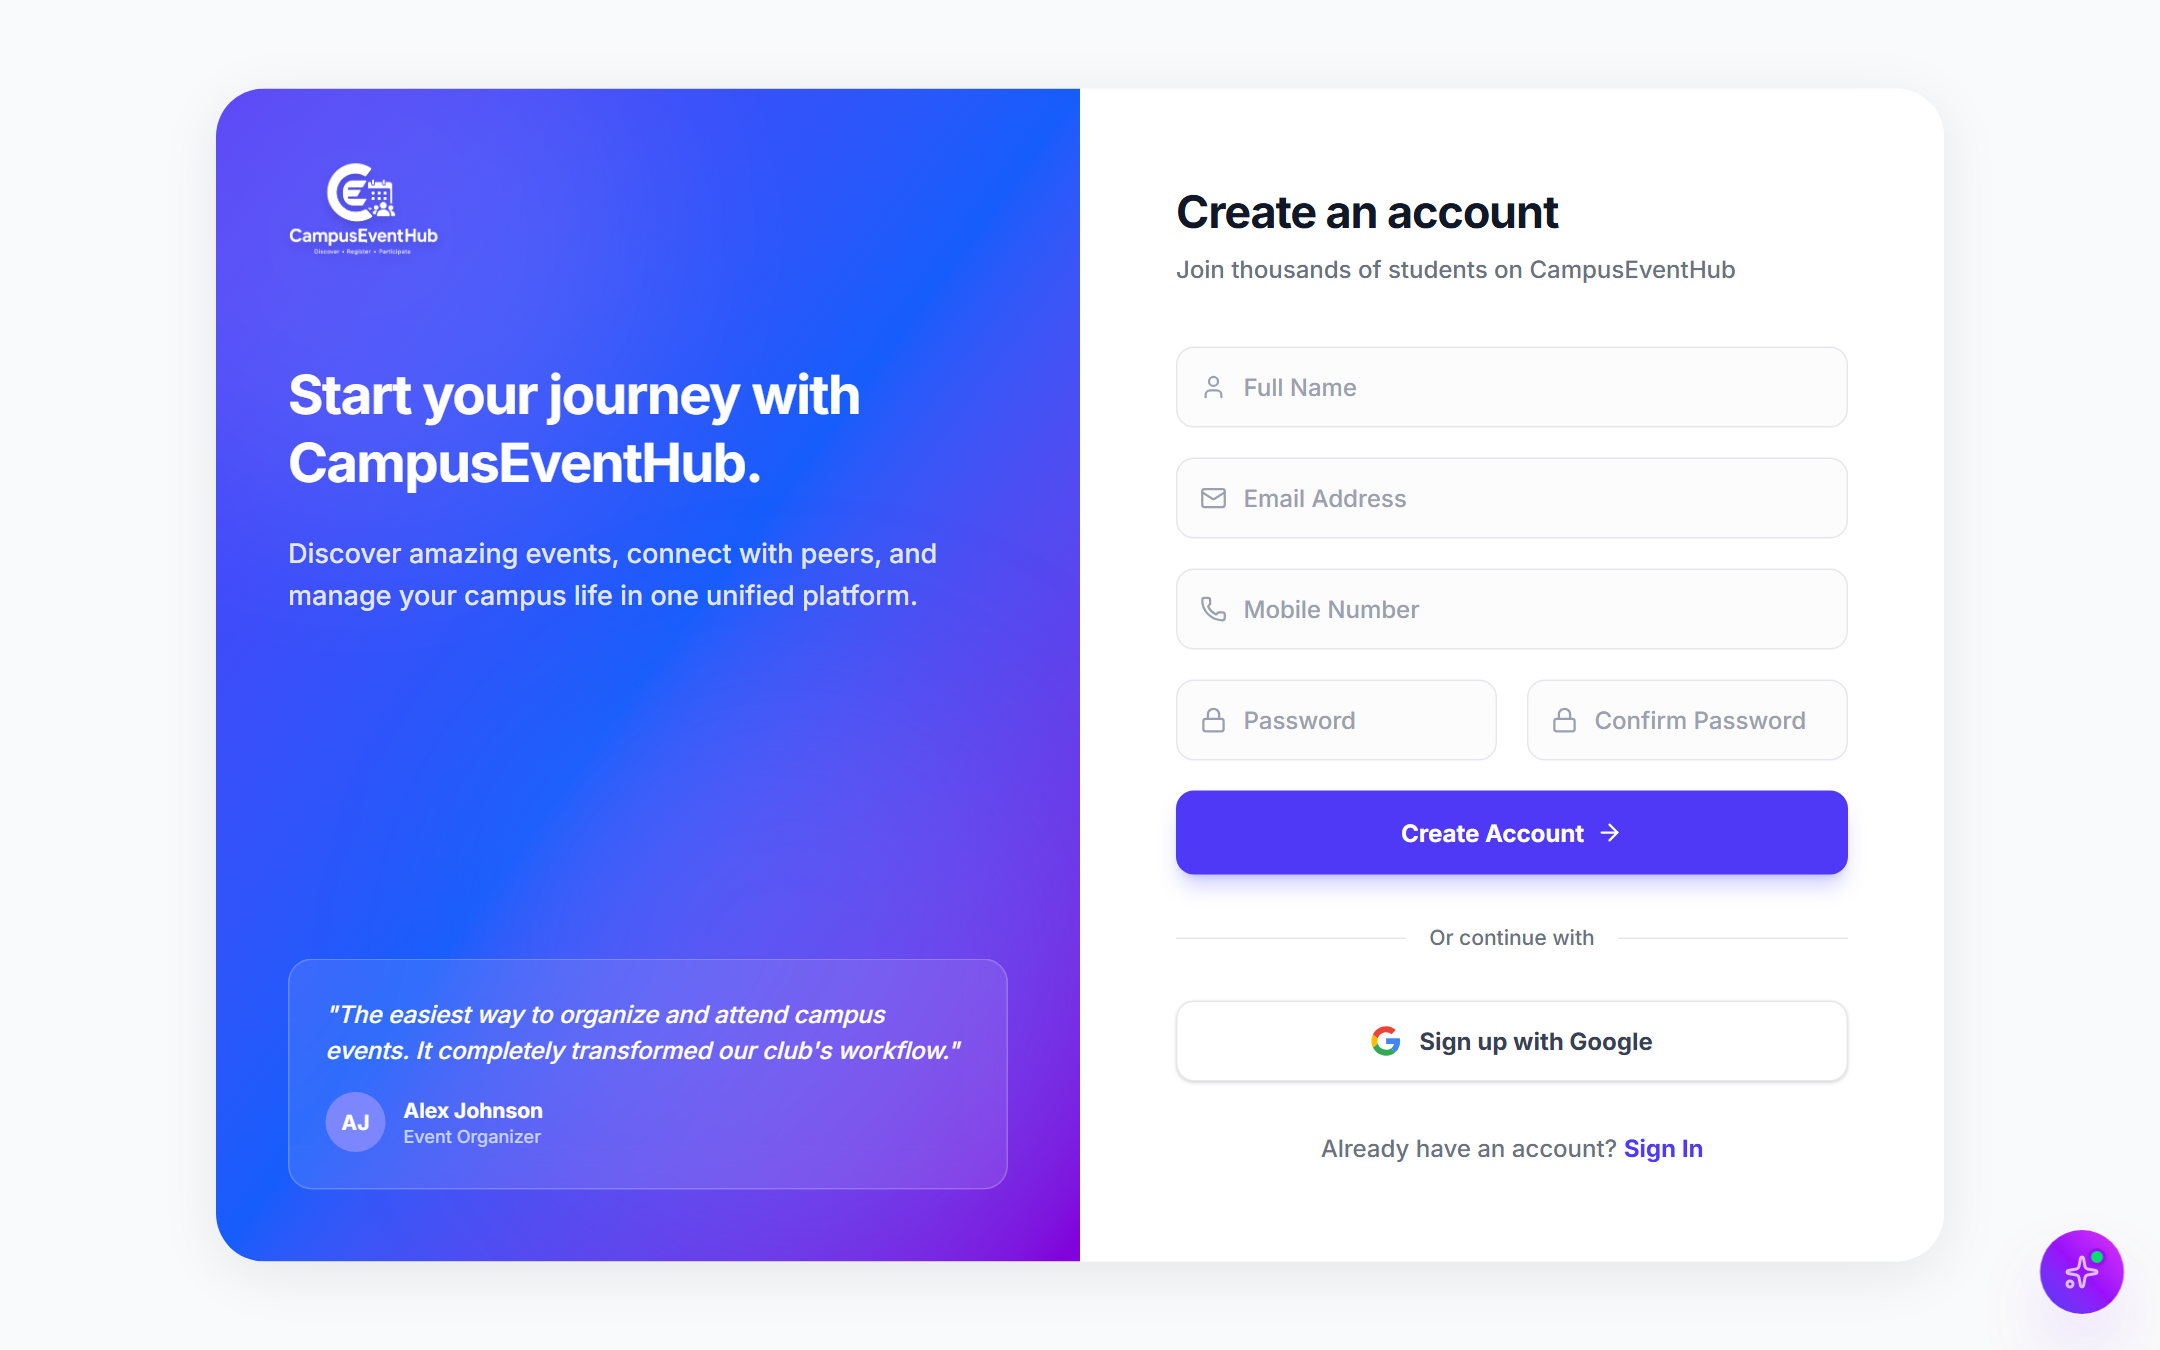 CampusEventHub
Discover • Register • Participate
Start your journey with
CampusEventHub.
Discover amazing events, connect with peers, and
manage your campus life in one unified platform.
"The easiest way to organize and attend campus
events. It completely transformed our club's workflow."
AJ
Alex Johnson
Event Organizer
Create an account
Join thousands of students on CampusEventHub
Full Name
Email Address
Mobile Number
Password
Confirm Password
Create Account
Or continue with
Sign up with Google
Already have an account? Sign In